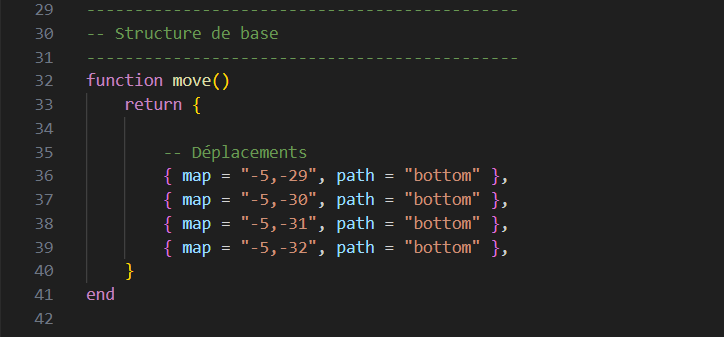 29 ---------------------------------------------
30 -- Structure de base
31 ---------------------------------------------
32 function move()
33     return {
34
35         -- Déplacements
36         { map = "-5,-29", path = "bottom" },
37         { map = "-5,-30", path = "bottom" },
38         { map = "-5,-31", path = "bottom" },
39         { map = "-5,-32", path = "bottom" },
40     }
41 end
42